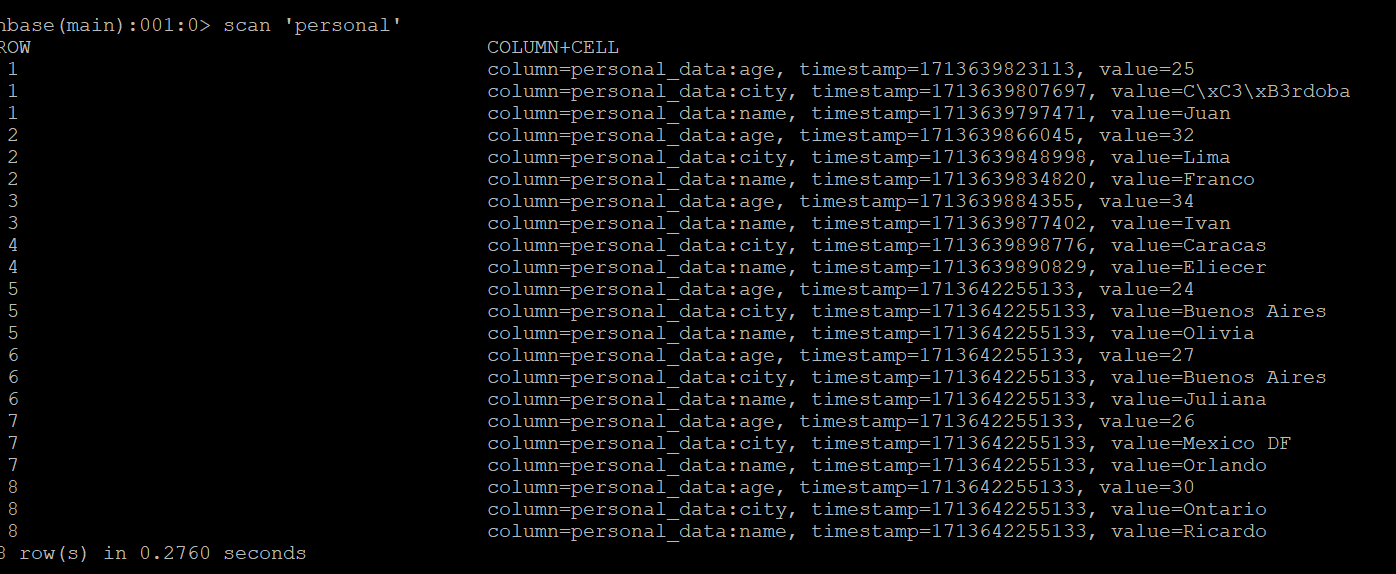 hbase(main):001:0> scan 'personal'
ROW COLUMN+CELL
1 column=personal_data:age, timestamp=1713639823113, value=25
1 column=personal_data:city, timestamp=1713639807697, value=C\xC3\xB3rdoba
1 column=personal_data:name, timestamp=1713639797471, value=Juan
2 column=personal_data:age, timestamp=1713639866045, value=32
2 column=personal_data:city, timestamp=1713639848998, value=Lima
2 column=personal_data:name, timestamp=1713639834820, value=Franco
3 column=personal_data:age, timestamp=1713639884355, value=34
3 column=personal_data:name, timestamp=1713639877402, value=Ivan
4 column=personal_data:city, timestamp=1713639898776, value=Caracas
4 column=personal_data:name, timestamp=1713639890829, value=Eliecer
5 column=personal_data:age, timestamp=1713642255133, value=24
5 column=personal_data:city, timestamp=1713642255133, value=Buenos Aires
5 column=personal_data:name, timestamp=1713642255133, value=Olivia
6 column=personal_data:age, timestamp=1713642255133, value=27
6 column=personal_data:city, timestamp=1713642255133, value=Buenos Aires
6 column=personal_data:name, timestamp=1713642255133, value=Juliana
7 column=personal_data:age, timestamp=1713642255133, value=26
7 column=personal_data:city, timestamp=1713642255133, value=Mexico DF
7 column=personal_data:name, timestamp=1713642255133, value=Orlando
8 column=personal_data:age, timestamp=1713642255133, value=30
8 column=personal_data:city, timestamp=1713642255133, value=Ontario
8 column=personal_data:name, timestamp=1713642255133, value=Ricardo
8 row(s) in 0.2760 seconds